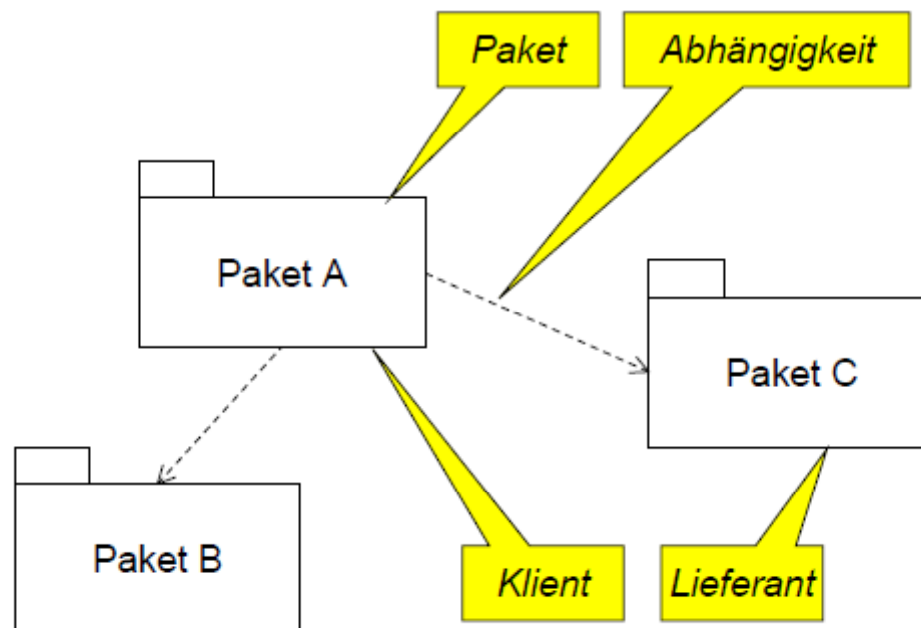 Paket
Abhängigkeit
Paket A
Paket C
Paket B
Klient
Lieferant